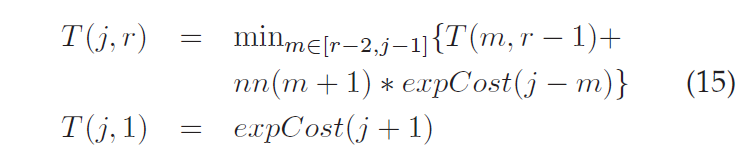 T(j, r) = min_{m∈[r−2,j−1]}{T(m, r − 1)+
nn(m + 1) ∗ expCost(j − m)} (15)
T(j, 1) = expCost(j + 1)